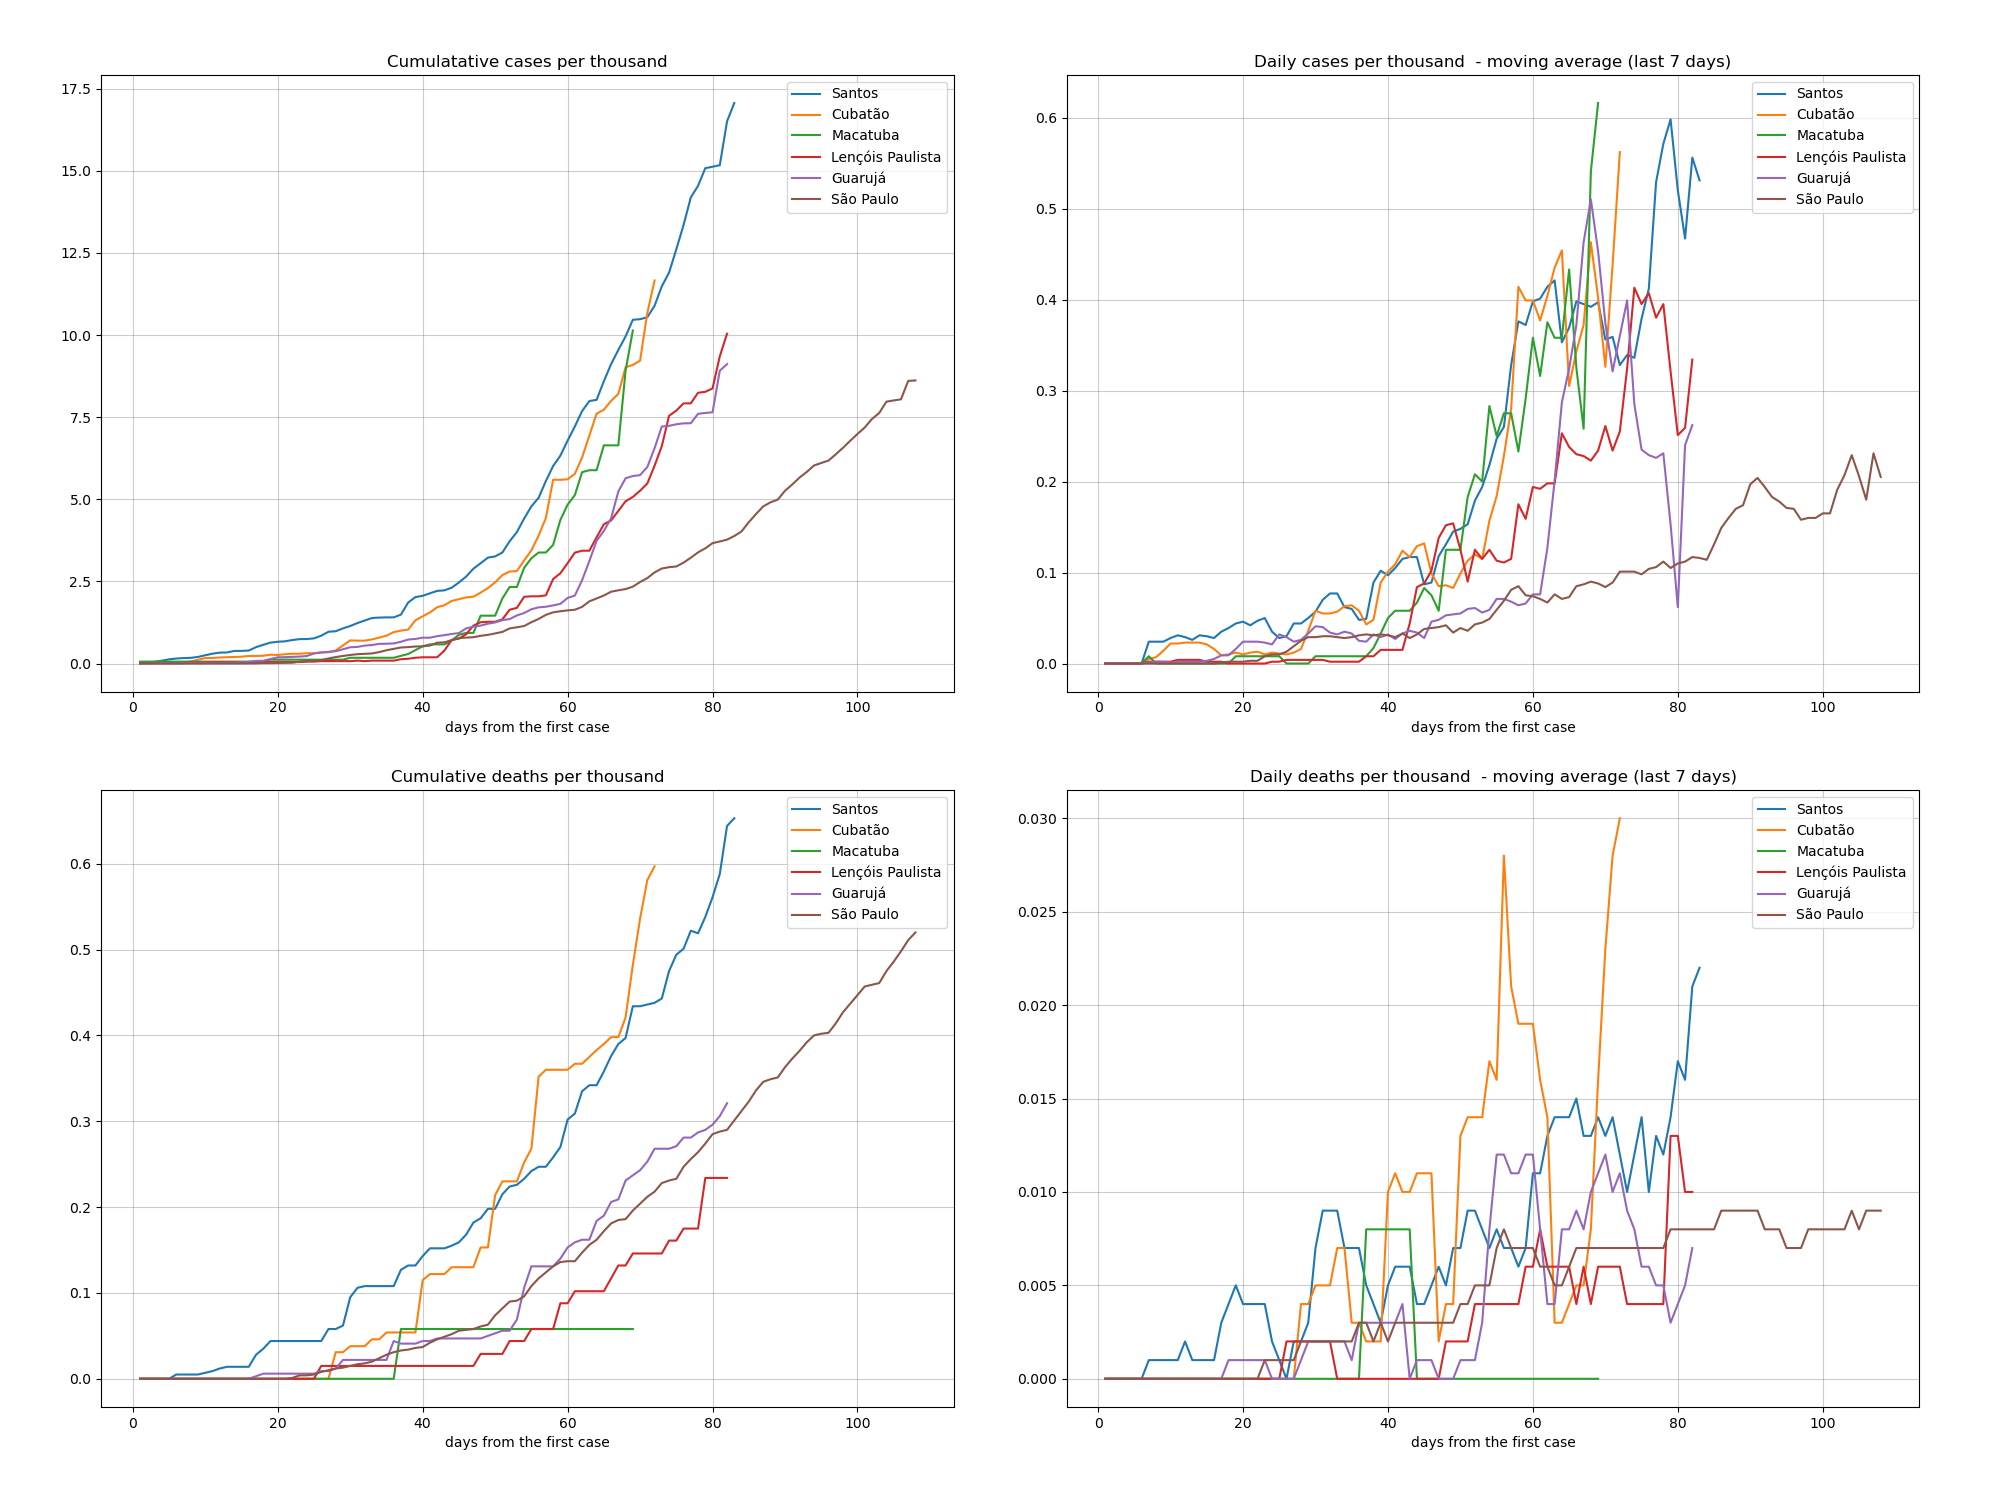 Cumulatative cases per thousand
17.5
15.0
12.5
10.0
7.5
5.0
2.5
0.0
Santos
Cubatão
Macatuba
Lençóis Paulista
Guarujá
São Paulo
0 20 40 60 80 100
days from the first case
Daily cases per thousand - moving average (last 7 days)
0.6
0.5
0.4
0.3
0.2
0.1
0.0
Santos
Cubatão
Macatuba
Lençóis Paulista
Guarujá
São Paulo
0 20 40 60 80 100
days from the first case
Cumulative deaths per thousand
0.6
0.5
0.4
0.3
0.2
0.1
0.0
Santos
Cubatão
Macatuba
Lençóis Paulista
Guarujá
São Paulo
0 20 40 60 80 100
days from the first case
Daily deaths per thousand - moving average (last 7 days)
0.030
0.025
0.020
0.015
0.010
0.005
0.000
Santos
Cubatão
Macatuba
Lençóis Paulista
Guarujá
São Paulo
0 20 40 60 80 100
days from the first case